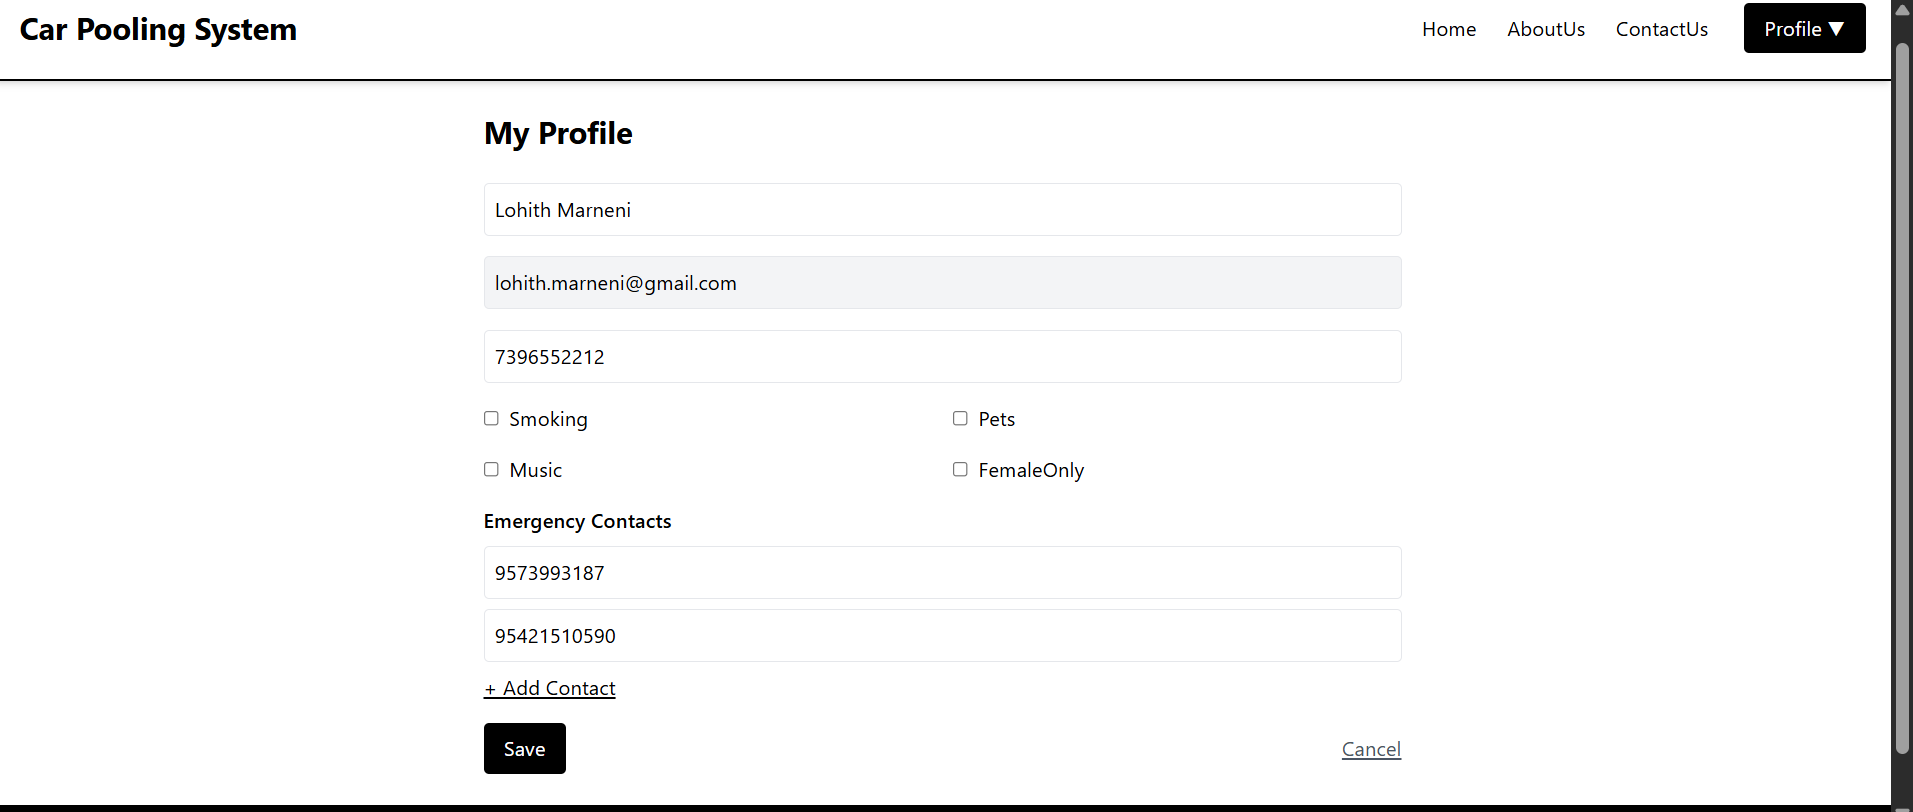 Car Pooling System
Home AboutUs ContactUs Profile ▼
My Profile
Lohith Marneni
lohith.marneni@gmail.com
7396552212
Smoking Pets
Music FemaleOnly
Emergency Contacts
9573993187
95421510590
+ Add Contact
Save Cancel